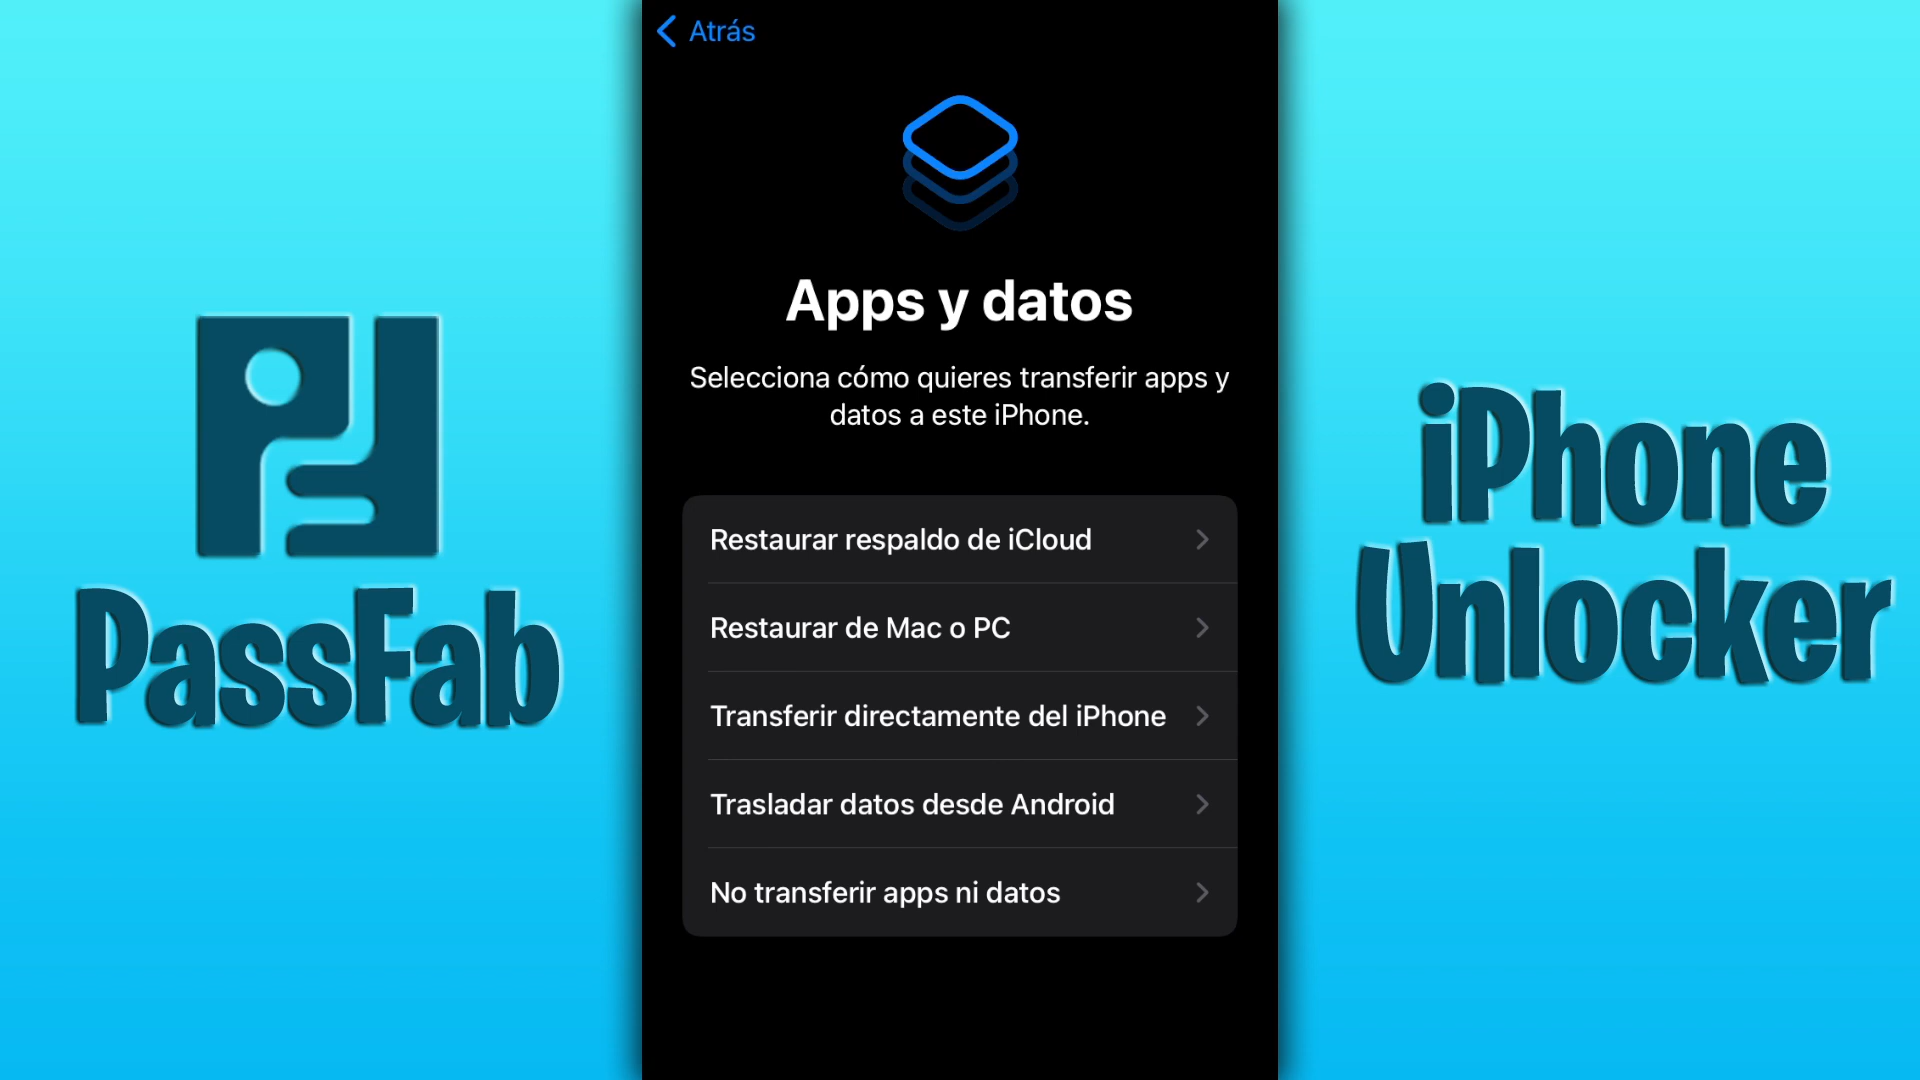 Atrás
Apps y datos
Selecciona cómo quieres transferir apps y
datos a este iPhone.
Restaurar respaldo de iCloud
Restaurar de Mac o PC
Transferir directamente del iPhone
Trasladar datos desde Android
No transferir apps ni datos
PassFab
iPhone
Unlocker